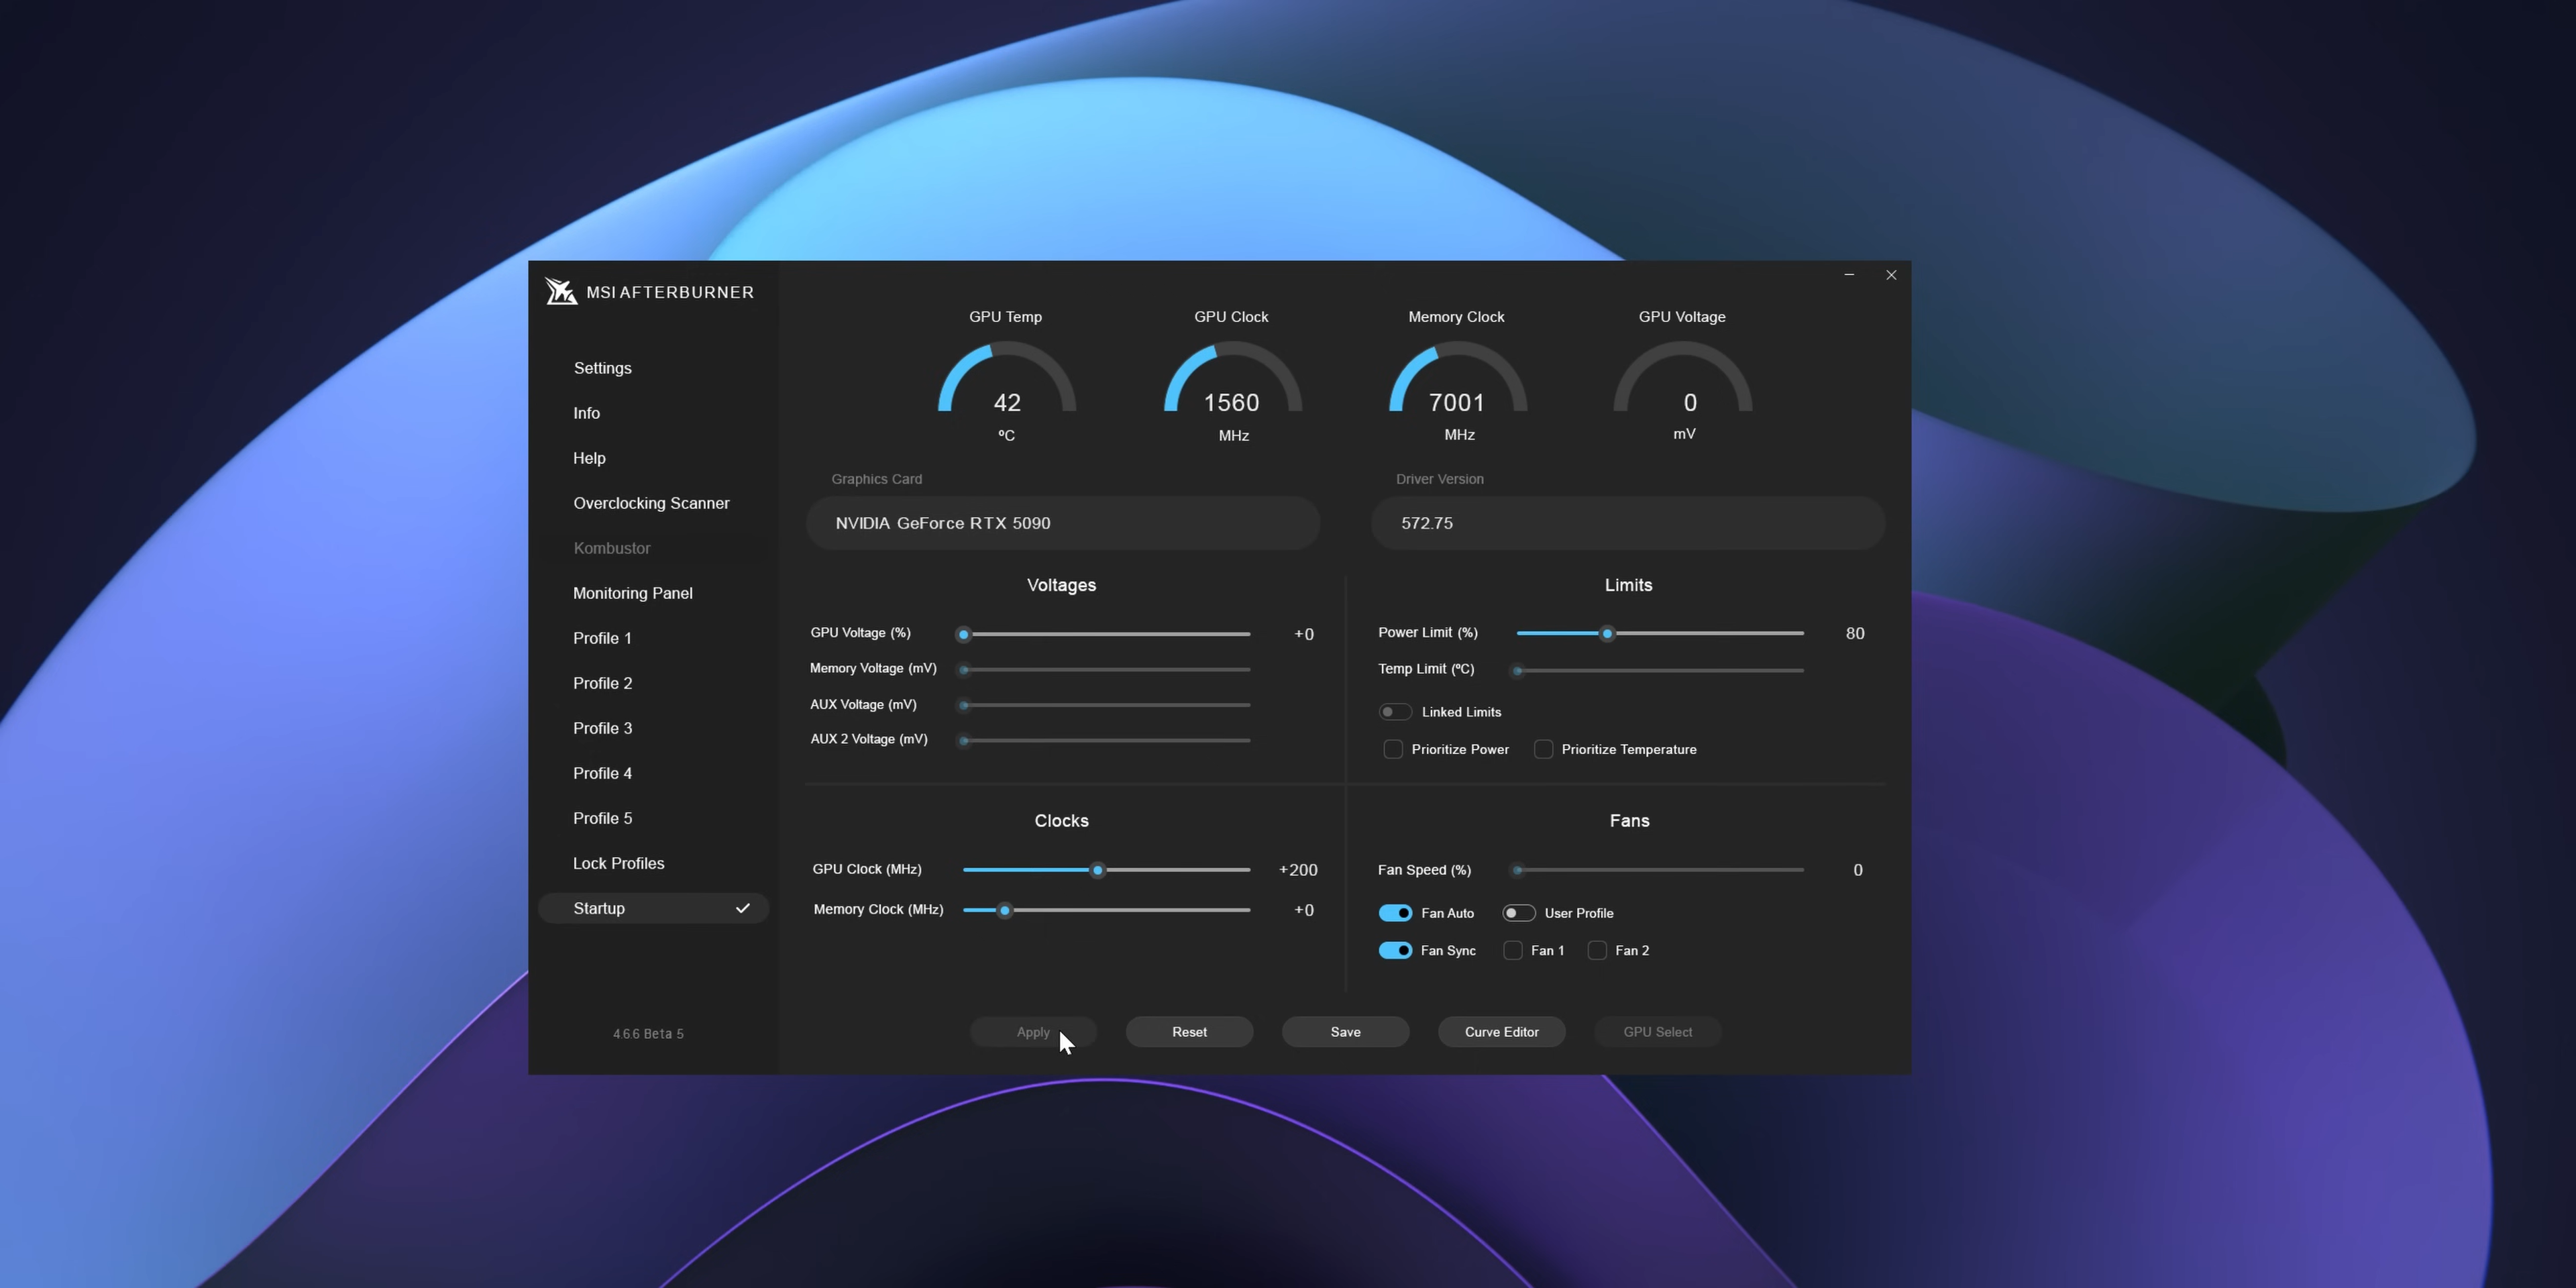 MSI AFTERBURNER
Settings
Info
Help
Overclocking Scanner
Kombustor
Monitoring Panel
Profile 1
Profile 2
Profile 3
Profile 4
Profile 5
Lock Profiles
Startup
4.6.6 Beta 5
GPU Temp GPU Clock Memory Clock GPU Voltage
42 1560 7001 0
ºC MHz MHz mV
Graphics Card Driver Version
NVIDIA GeForce RTX 5090 572.75
Voltages
GPU Voltage (%) +0
Memory Voltage (mV)
AUX Voltage (mV)
AUX 2 Voltage (mV)
Limits
Power Limit (%) 80
Temp Limit (ºC)
Linked Limits
Prioritize Power Prioritize Temperature
Clocks
GPU Clock (MHz) +200
Memory Clock (MHz) +0
Fans
Fan Speed (%) 0
Fan Auto User Profile
Fan Sync Fan 1 Fan 2
Apply Reset Save Curve Editor GPU Select